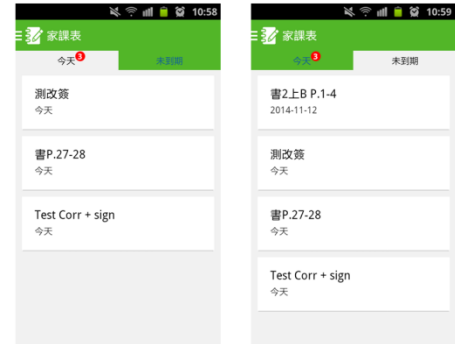 10:58
家課表
今天 3
未到期
測改簽
今天
書P.27-28
今天
Test Corr + sign
今天
10:59
家課表
今天 3
未到期
書2上B P.1-4
2014-11-12
測改簽
今天
書P.27-28
今天
Test Corr + sign
今天